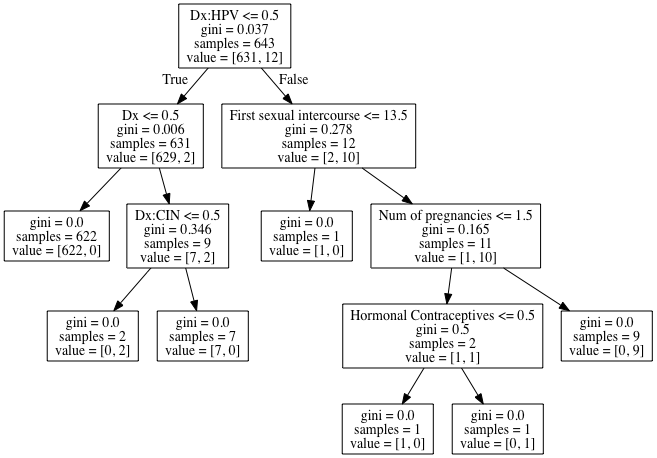 Dx:HPV <= 0.5
gini = 0.037
samples = 643
value = [631, 12]
True
False
Dx <= 0.5
gini = 0.006
samples = 631
value = [629, 2]
First sexual intercourse <= 13.5
gini = 0.278
samples = 12
value = [2, 10]
gini = 0.0
samples = 622
value = [622, 0]
Dx:CIN <= 0.5
gini = 0.346
samples = 9
value = [7, 2]
gini = 0.0
samples = 1
value = [1, 0]
Num of pregnancies <= 1.5
gini = 0.165
samples = 11
value = [1, 10]
gini = 0.0
samples = 2
value = [0, 2]
gini = 0.0
samples = 7
value = [7, 0]
Hormonal Contraceptives <= 0.5
gini = 0.5
samples = 2
value = [1, 1]
gini = 0.0
samples = 9
value = [0, 9]
gini = 0.0
samples = 1
value = [1, 0]
gini = 0.0
samples = 1
value = [0, 1]